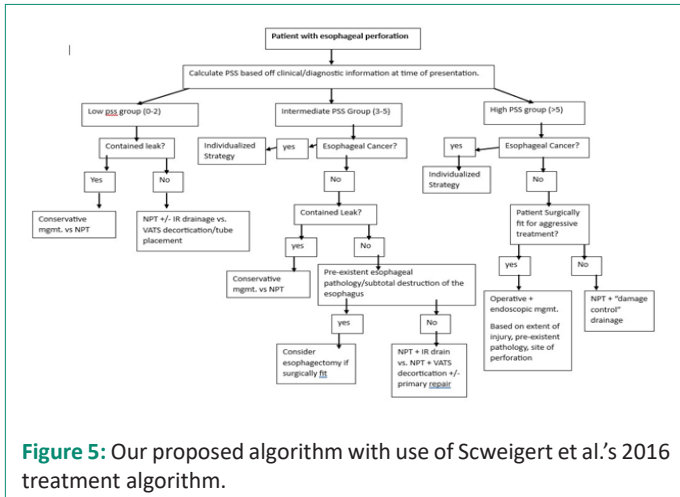 Patient with esophageal perforation
Calculate PSS based off clinical/diagnostic information at time of presentation.
Low pss group (0-2)
Intermediate PSS Group (3-5)
High PSS group (>5)
Contained leak?
Individualized
Strategy
yes
Esophageal Cancer?
yes
Esophageal Cancer?
Yes
No
No
Individualized
Strategy
No
Conservative
mgmt. vs NPT
NPT +/- IR drainage vs.
VATS decortication/tube
placement
Contained Leak?
Patient Surgically
fit for aggressive
treatment?
yes
No
yes
No
Conservative
mgmt. vs NPT
Pre-existent esophageal
pathology/subtotal destruction of the
esophagus
Operative +
endoscopic mgmt.
Based on extent of
injury, pre-existent
pathology, site of
perforation
NPT + "damage
control"
drainage
yes
No
Consider
esophagectomy if
surgically fit
NPT + IR drain
vs. NPT + VATS
decortication +/-
primary repair
Figure 5: Our proposed algorithm with use of Scweigert et al.'s 2016
treatment algorithm.